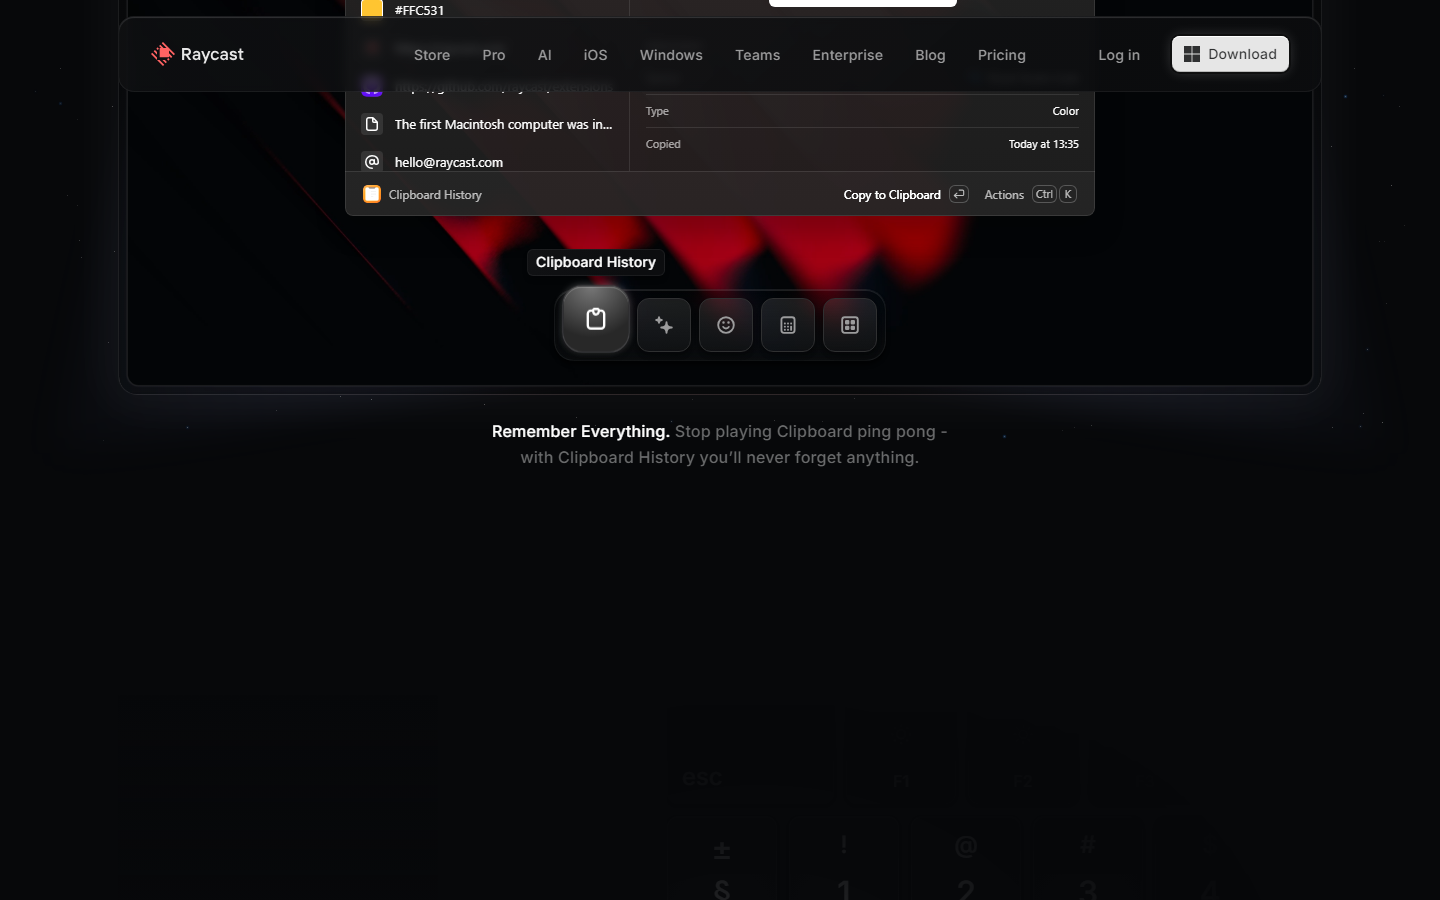 #FFC531
Raycast
Store Pro AI iOS Windows Teams Enterprise Blog Pricing
Log in
Download
Type Color
The first Macintosh computer was in...
Copied Today at 13:35
hello@raycast.com
Clipboard History
Copy to Clipboard
Actions Ctrl K
Clipboard History
Remember Everything. Stop playing Clipboard ping pong -
with Clipboard History you’ll never forget anything.
esc F1 F2
± ! @ #
§ 1 2 3 4